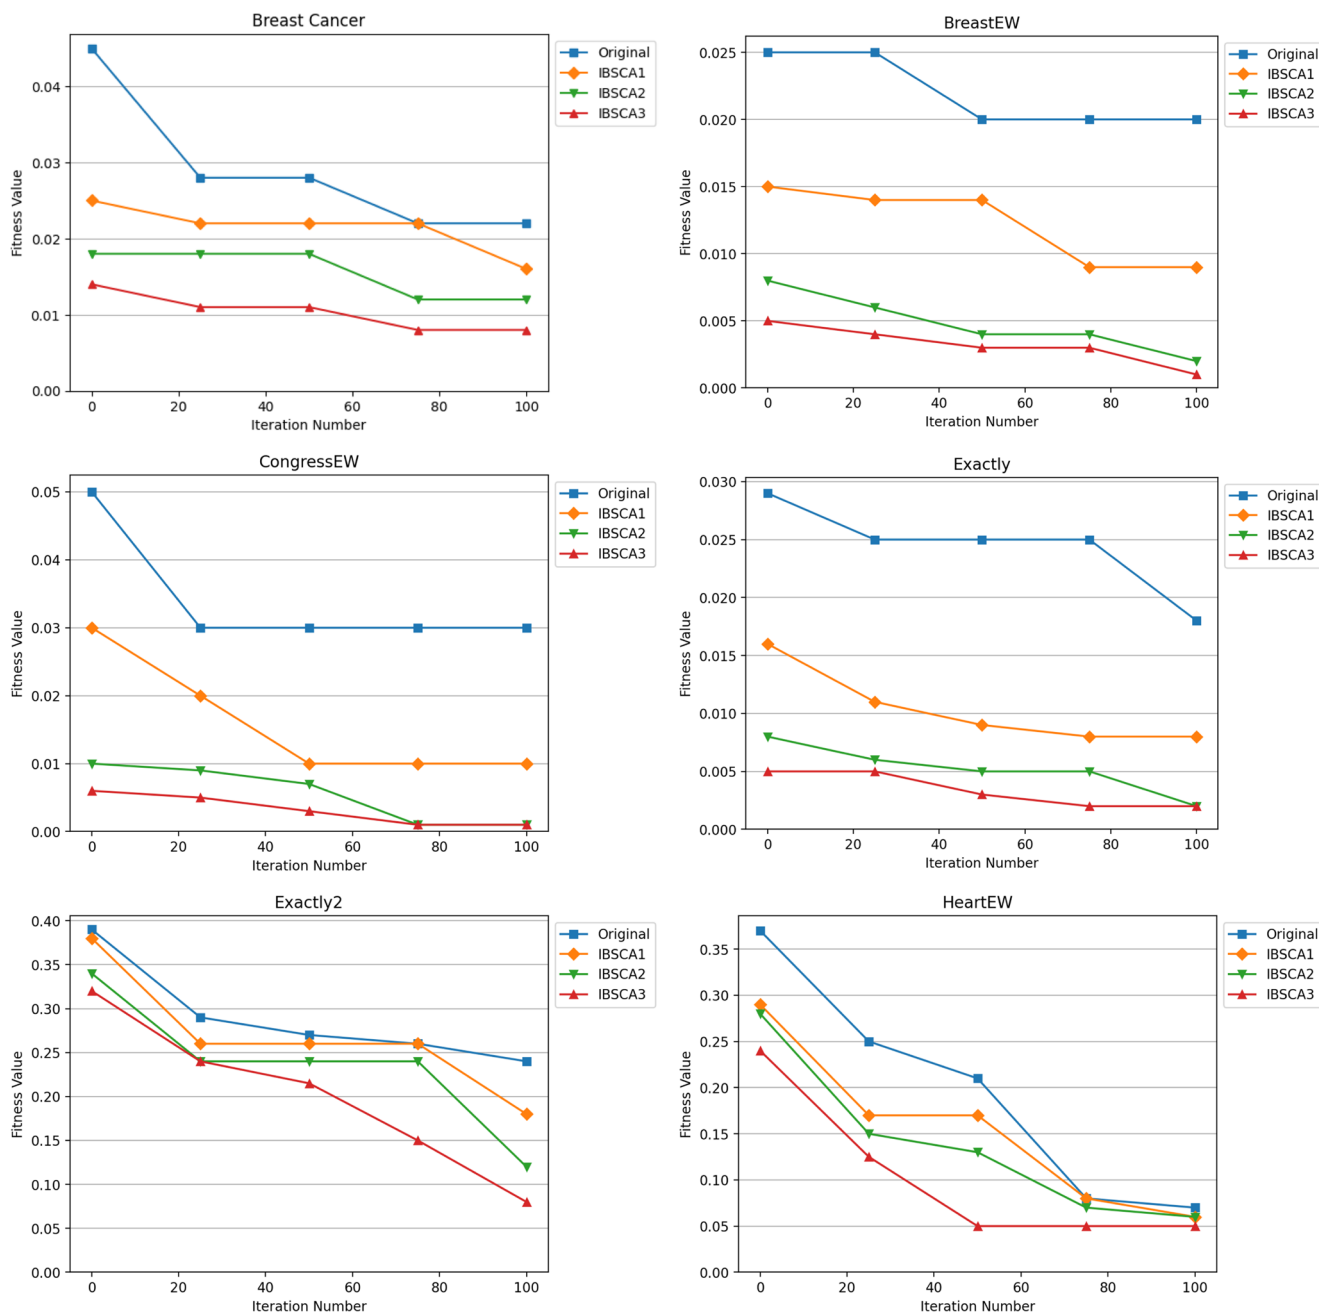 Breast Cancer
Fitness Value
0.04
0.03
0.02
0.01
0.00
0 20 40 60 80 100
Iteration Number
Original
IBSCA1
IBSCA2
IBSCA3
BreastEW
Fitness Value
0.025
0.020
0.015
0.010
0.005
0.000
0 20 40 60 80 100
Iteration Number
Original
IBSCA1
IBSCA2
IBSCA3
CongressEW
Fitness Value
0.05
0.04
0.03
0.02
0.01
0.00
0 20 40 60 80 100
Iteration Number
Original
IBSCA1
IBSCA2
IBSCA3
Exactly
Fitness Value
0.030
0.025
0.020
0.015
0.010
0.005
0.000
0 20 40 60 80 100
Iteration Number
Original
IBSCA1
IBSCA2
IBSCA3
Exactly2
Fitness Value
0.40
0.35
0.30
0.25
0.20
0.15
0.10
0.05
0.00
0 20 40 60 80 100
Iteration Number
Original
IBSCA1
IBSCA2
IBSCA3
HeartEW
Fitness Value
0.35
0.30
0.25
0.20
0.15
0.10
0.05
0.00
0 20 40 60 80 100
Iteration Number
Original
IBSCA1
IBSCA2
IBSCA3